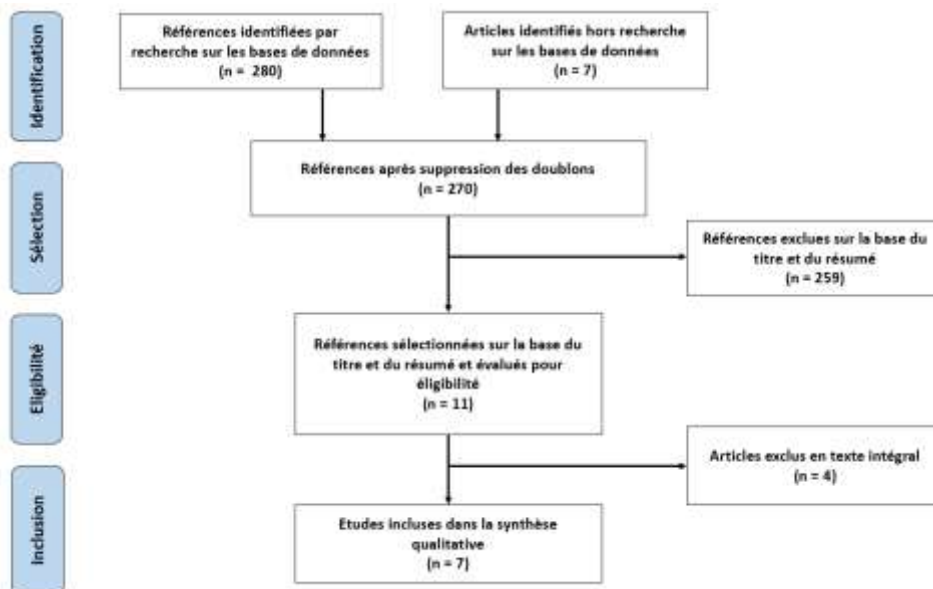 Identification
Références identifiées par
recherche sur les bases de données
(n = 280)
Articles identifiés hors recherche
sur les bases de données
(n = 7)
Sélection
Références après suppression des doublons
(n = 270)
Références exclues sur la base du
titre et du résumé
(n = 259)
Eligibilité
Références sélectionnées sur la base du
titre et du résumé et évalués pour
éligibilité
(n = 11)
Articles exclus en texte intégral
(n = 4)
Inclusion
Etudes incluses dans la synthèse
qualitative
(n = 7)